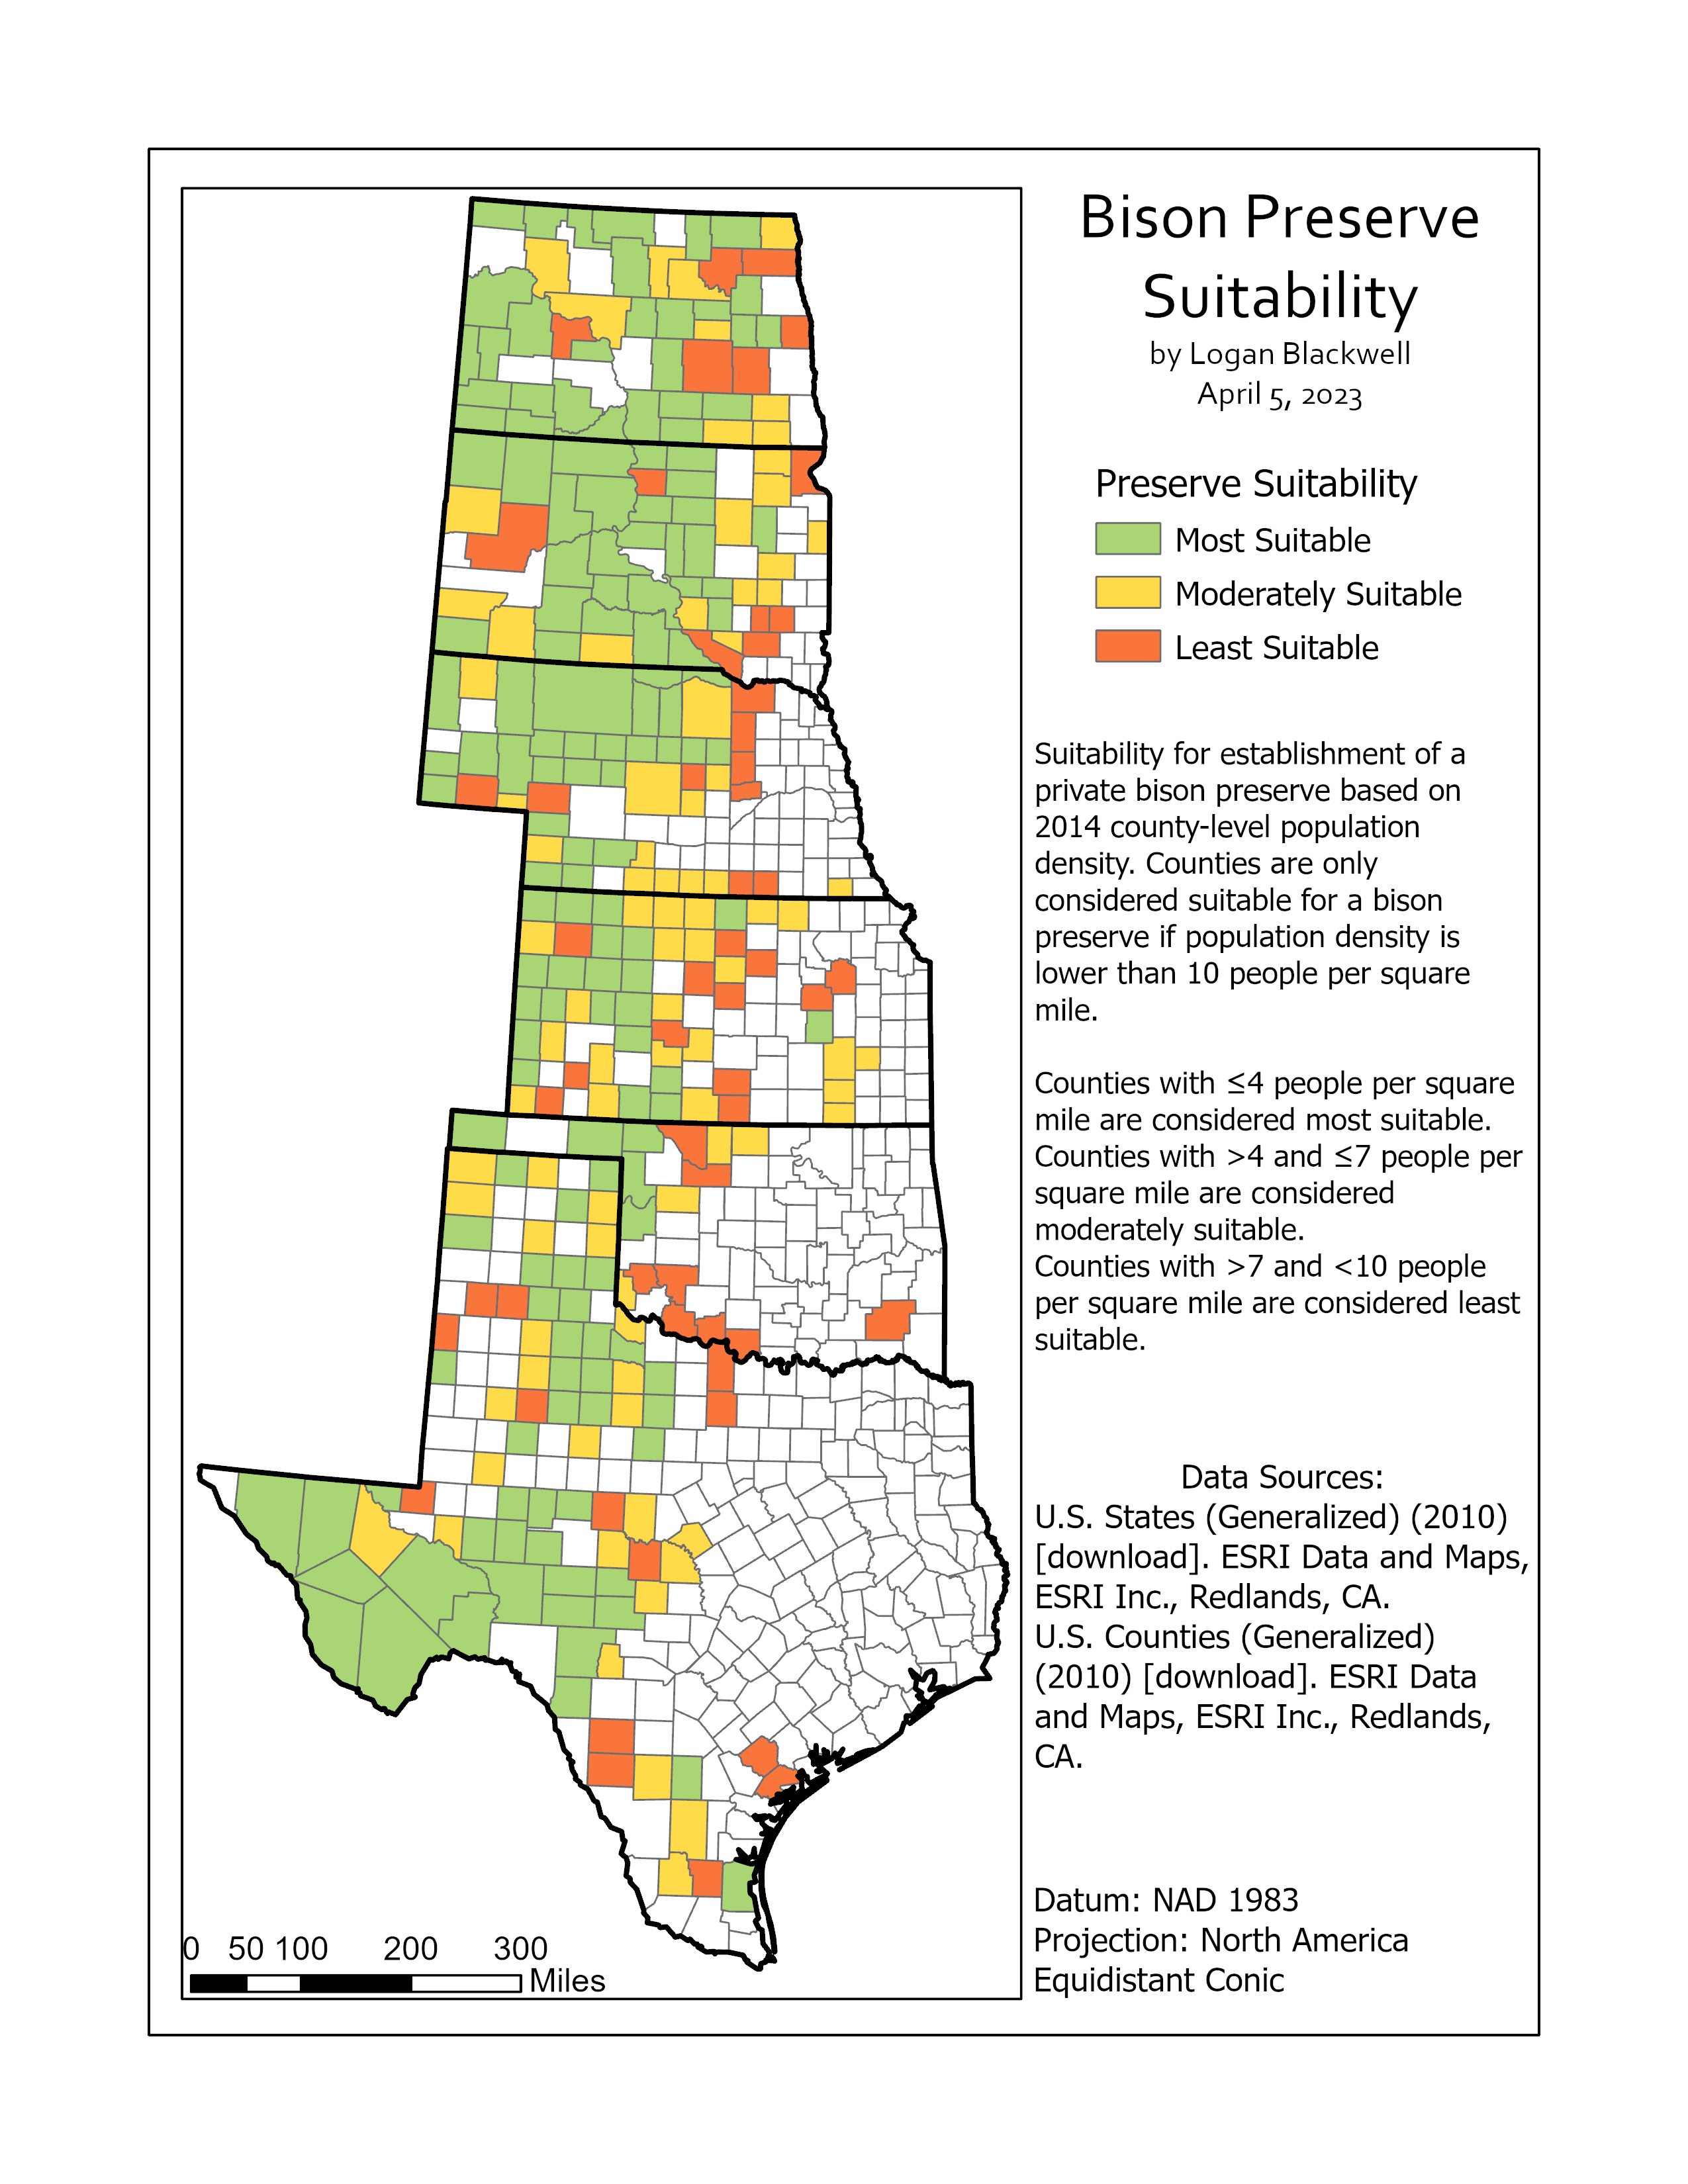 Bison Preserve
Suitability
by Logan Blackwell
April 5, 2023
Preserve Suitability
Most Suitable
Moderately Suitable
Least Suitable
Suitability for establishment of a
private bison preserve based on
2014 county-level population
density. Counties are only
considered suitable for a bison
preserve if population density is
lower than 10 people per square
mile.
Counties with ≤4 people per square
mile are considered most suitable.
Counties with >4 and ≤7 people per
square mile are considered
moderately suitable.
Counties with >7 and <10 people
per square mile are considered least
suitable.
Data Sources:
U.S. States (Generalized) (2010)
[download]. ESRI Data and Maps,
ESRI Inc., Redlands, CA.
U.S. Counties (Generalized)
(2010) [download]. ESRI Data
and Maps, ESRI Inc., Redlands,
CA.
Datum: NAD 1983
Projection: North America
Equidistant Conic
0 50 100 200 300
Miles